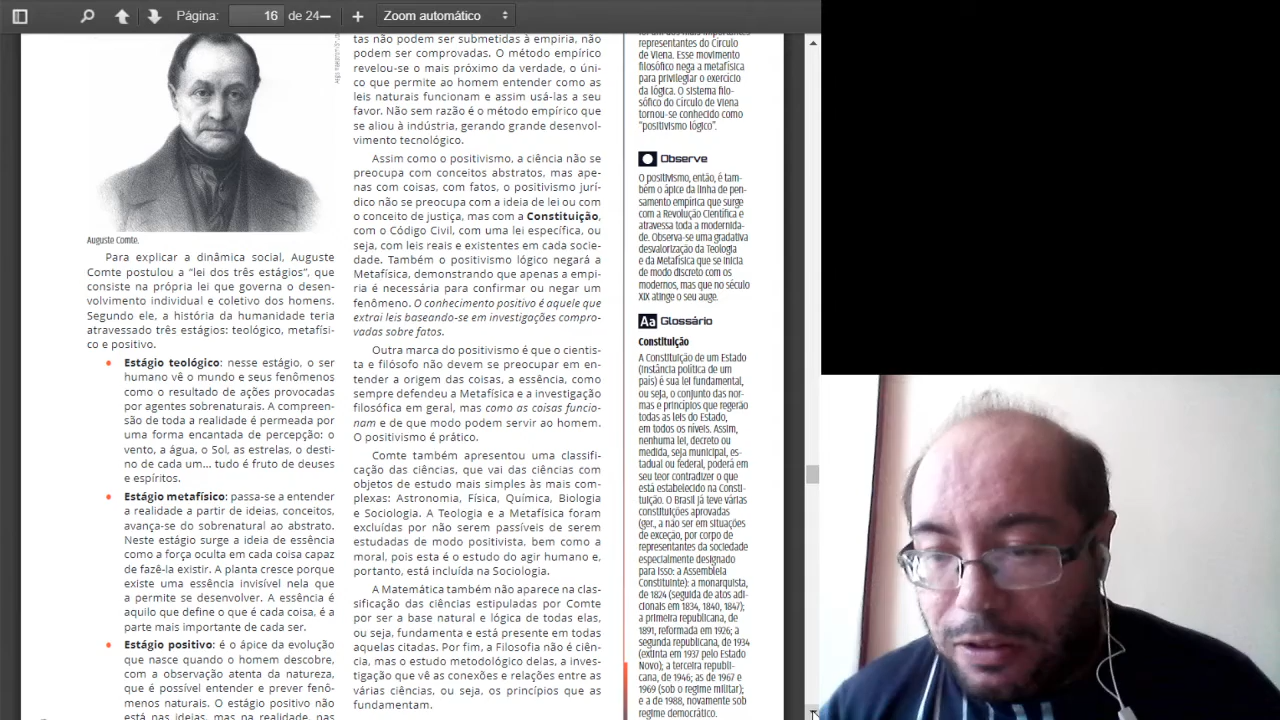 Página:
16
de 24
Zoom automático
Auguste Comte.
Para explicar a dinâmica social, Auguste
Comte postulou a “lei dos três estágios”, que
consiste na própria lei que governa o desen-
volvimento individual e coletivo dos homens.
Segundo ele, a história da humanidade teria
atravessado três estágios: teológico, metafísi-
co e positivo.
Estágio teológico: nesse estágio, o ser
humano vê o mundo e seus fenômenos
como o resultado de ações provocadas
por agentes sobrenaturais. A compreen-
são de toda a realidade é permeada por
uma forma encantada de percepção: o
vento, a água, o Sol, as estrelas, o desti-
no de cada um... tudo é fruto de deuses
e espíritos.
Estágio metafísico: passa-se a entender
a realidade a partir de ideias, conceitos,
avança-se do sobrenatural ao abstrato.
Neste estágio surge a ideia de essência
como a força oculta em cada coisa capaz
de fazê-la existir. A planta cresce porque
existe uma essência invisível nela que
a permite se desenvolver. A essência é
aquilo que define o que é cada coisa, é a
parte mais importante de cada ser.
Estágio positivo: é o ápice da evolução
que nasce quando o homem descobre,
com a observação atenta da natureza,
que é possível entender e prever fenô-
menos naturais. O estágio positivo não
está nas ideias, mas na realidade, nas
tas não podem ser submetidas à empiria, não
podem ser comprovadas. O método empírico
revelou-se o mais próximo da verdade, o úni-
co que permite ao homem entender como as
leis naturais funcionam e assim usá-las a seu
favor. Não sem razão é o método empírico que
se aliou à indústria, gerando grande desenvol-
vimento tecnológico.
Assim como o positivismo, a ciência não se
preocupa com conceitos abstratos, mas ape-
nas com coisas, com fatos, o positivismo jurí-
dico não se preocupa com a ideia de lei ou com
o conceito de justiça, mas com a Constituição,
com o Código Civil, com uma lei específica, ou
seja, com leis reais e existentes em cada socie-
dade. Também o positivismo lógico negará a
Metafísica, demonstrando que apenas a empi-
ria é necessária para confirmar ou negar um
fenômeno. O conhecimento positivo é aquele que
extrai leis baseando-se em investigações compro-
vadas sobre fatos.
Outra marca do positivismo é que o cientis-
ta e filósofo não devem se preocupar em en-
tender a origem das coisas, a essência, como
sempre defendeu a Metafísica e a investigação
filosófica em geral, mas como as coisas funcio-
nam e de que modo podem servir ao homem.
O positivismo é prático.
Comte também apresentou uma classifi-
cação das ciências, que vai das ciências com
objetos de estudo mais simples às mais com-
plexas: Astronomia, Física, Química, Biologia
e Sociologia. A Teologia e a Metafísica foram
excluídas por não serem passíveis de serem
estudadas de modo positivista, bem como a
moral, pois esta é o estudo do agir humano e,
portanto, está incluída na Sociologia.
A Matemática também não aparece na clas-
sificação das ciências estipuladas por Comte
por ser a base natural e lógica de todas elas,
ou seja, fundamenta e está presente em todas
aquelas citadas. Por fim, a Filosofia não é ciên-
cia, mas o estudo metodológico delas, a inves-
tigação que vê as conexões e relações entre as
várias ciências, ou seja, os princípios que as
fundamentam.
foram dos mais importantes
representantes do Círculo
de Viena. Esse movimento
filosófico nega a metafísica
para privilegiar o exercício
da lógica. O sistema filo-
sófico do Círculo de Viena
tornou-se conhecido como
“positivismo lógico”.
Observe
O positivismo, então, é tam-
bém o ápice da linha de pen-
samento empírica que surge
com a Revolução Científica e
atravessa toda a modernida-
de. Observa-se uma gradativa
desvalorização da Teologia
e da Metafísica que se inicia
de modo discreto com os
modernos, mas que no século
XIX atinge o seu auge.
Aa Glossário
Constituição
A Constituição de um Estado
(instância política de um
país) é sua lei fundamental,
ou seja, o conjunto das nor-
mas e princípios que regerão
todas as leis do Estado,
em todos os níveis. Assim,
nenhuma lei, decreto ou
medida, seja municipal, es-
tadual ou federal, poderá em
seu teor contradizer o que
está estabelecido na Consti-
tuição. O Brasil já teve várias
constituições aprovadas
(ger., a não ser em situações
de exceção, por corpo de
representantes da sociedade
especialmente designado
para isso: a Assembleia
Constituinte): a monarquista,
de 1824 (seguida de atos adi-
cionais em 1834, 1840, 1847);
a primeira republicana, de
1891, reformada em 1926; a
segunda republicana, de 1934
(extinta em 1937 pelo Estado
Novo); a terceira republi-
cana, de 1946; as de 1967 e
1969 (sob o regime militar);
e a de 1988, novamente sob
regime democrático.